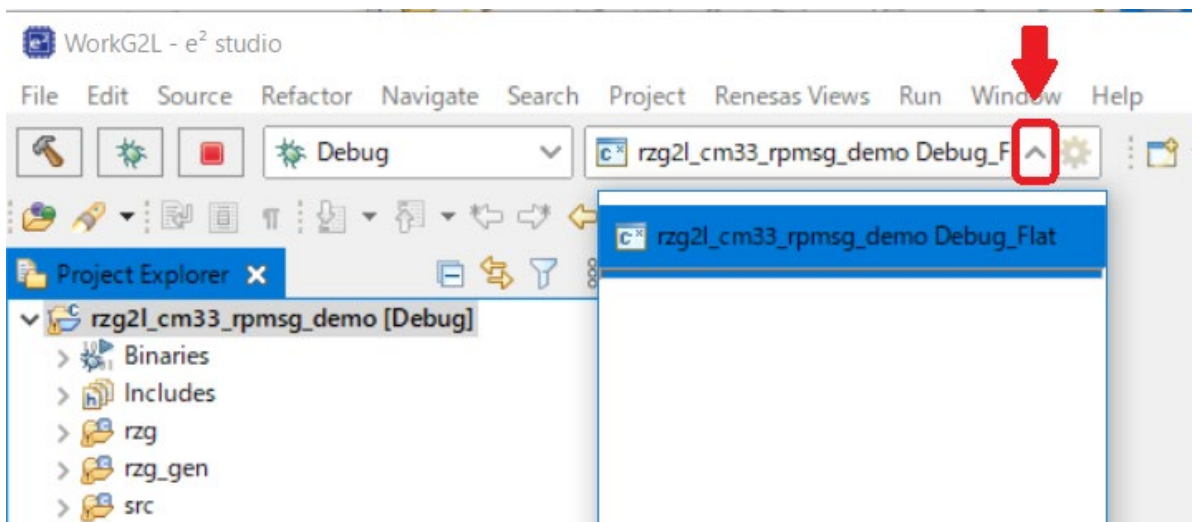 WorkG2L - e² studio
File Edit Source Refactor Navigate Search Project Renesas Views Run Window Help
Debug rzg2l_cm33_rpmsg_demo Debug_F
rzg2l_cm33_rpmsg_demo Debug_Flat
Project Explorer
rzg2l_cm33_rpmsg_demo [Debug]
Binaries
Includes
rzg
rzg_gen
src